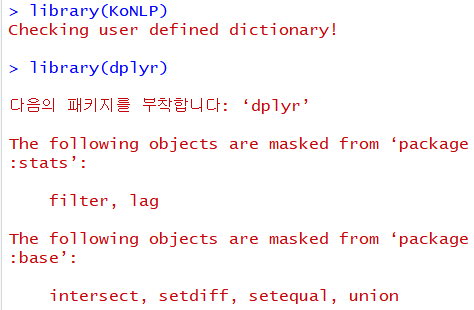 > library(KoNLP)
Checking user defined dictionary!
> library(dplyr)
다음의 패키지를 부착합니다: ‘dplyr’
The following objects are masked from ‘package
:stats’:
filter, lag
The following objects are masked from ‘package
:base’:
intersect, setdiff, setequal, union